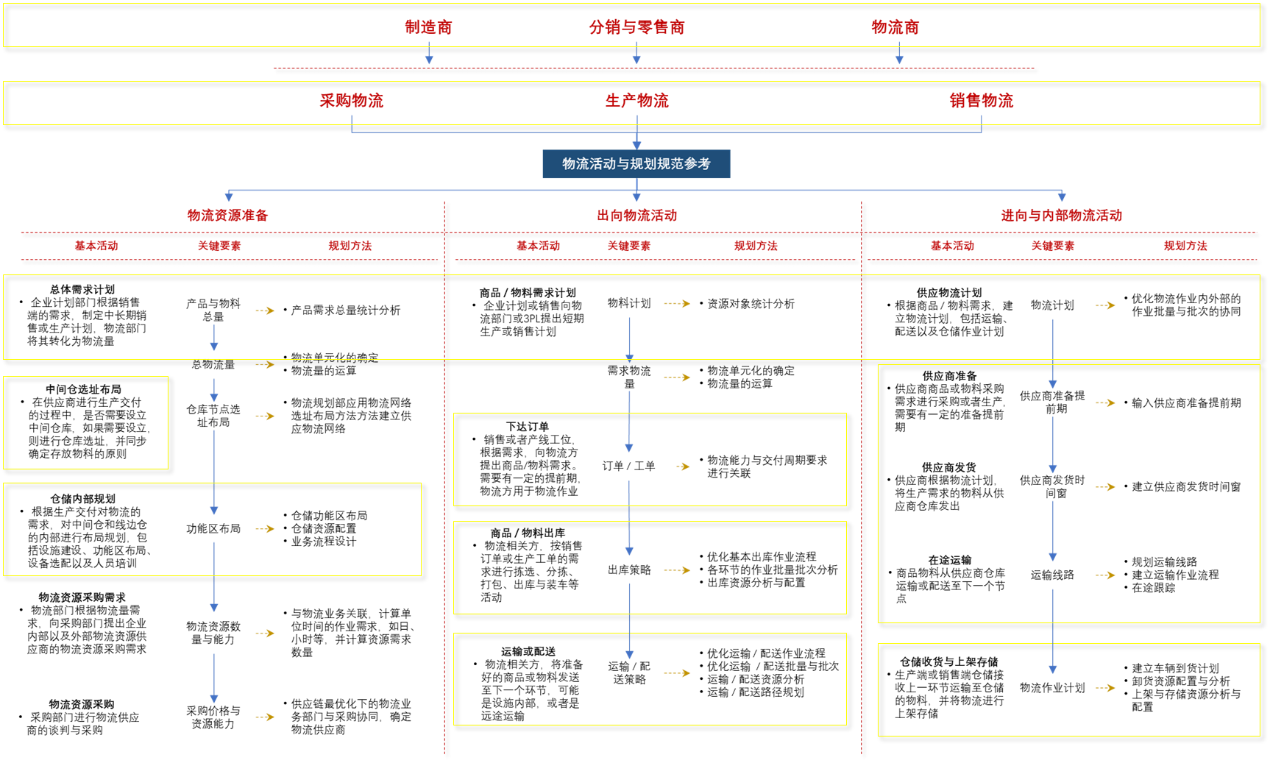 制造商
分销与零售商
物流商
采购物流
生产物流
销售物流
物流活动与规划规范参考
物流资源准备
基本活动
关键要素
规划方法
总体需求计划
• 企业计划部门根据销售
端的需求，制定中长期销
售或生产计划，物流部门
将其转化为物流量
产品与物料
总量
• 产品需求总量统计分析
总物流量
• 物流单元化的确定
• 物流量的运算
中间仓选址布局
• 在供应商进行生产交付
的过程中，是否需要设立
中间仓库，如果需要设立，
则进行仓库选址，并同步
确定存放物料的原则
仓库节点选
址布局
• 物流规划部应用物流网络
选址布局方法方法建立供
应物流网络
仓储内部规划
• 根据生产交付对物流的
需求，对中间仓和线边仓
的内部进行布局规划，包
括设施建设、功能区布局、
设备选配以及人员培训
功能区布局
• 仓储功能区布局
• 仓储资源配置
• 业务流程设计
物流资源采购需求
• 物流部门根据物流量需
求，向采购部门提出企业
内部以及外部物流资源供
应商的物流资源采购需求
物流资源数
量与能力
• 与物流业务关联，计算单
位时间的作业需求，如日、
小时等，并计算资源需求
数量
物流资源采购
• 采购部门进行物流供应
商的谈判与采购
采购价格与
资源能力
• 供应链最优化下的物流业
务部门与采购协同，确定
物流供应商
出向物流活动
基本活动
关键要素
规划方法
商品 / 物料需求计划
• 企业计划或销售向物
流部门或3PL提出短期
生产或销售计划
物料计划
• 资源对象统计分析
需求物流
量
• 物流单元化的确定
• 物流量的运算
下达订单
• 销售或者产线工位，
根据需求，向物流方
提出商品/物料需求。
需要有一定的提前期，
物流方用于物流作业
订单 / 工单
• 物流能力与交付周期要求
进行关联
商品 / 物料出库
• 物流相关方，按销售
订单或生产工单的需
求进行拣选、分拣、
打包、出库与装车等
活动
出库策略
• 优化基本出库作业流程
• 各环节的作业批量批次分析
• 出库资源分析与配置
运输或配送
• 物流相关方，将准备
好的商品或物料发送
至下一个环节，可能
是设施内部，或者是
远途运输
运输 / 配
送策略
• 优化运输 / 配送作业流程
• 优化运输 / 配送批量与批次
• 运输 / 配送资源分析
• 运输 / 配送路径规划
进向与内部物流活动
基本活动
关键要素
规划方法
供应物流计划
• 根据商品 / 物料需求，建
立物流计划，包括运输、
配送以及仓储作业计划
物流计划
• 优化物流作业内外部的
作业批量与批次的协同
供应商准备
• 供应商商品或物料采购
需求进行采购或者生产，
需要有一定的准备提前
期
供应商准备提
前期
• 输入供应商准备提前期
供应商发货
• 供应商根据物流计划，
将生产需求的物料从供
应商仓库发出
供应商发货时
间窗
• 建立供应商发货时间窗
在途运输
• 商品物料从供应商仓库
运输或配送至下一个节
点
运输线路
• 规划运输线路
• 建立运输作业流程
• 在途跟踪
仓储收货与上架存储
• 生产端或销售端仓储接
收上一环节运输至仓储
的物料，并将物流进行
上架存储
物流作业计划
• 建立车辆到货计划
• 卸货资源配置与分析
• 上架与存储资源分析与
配置